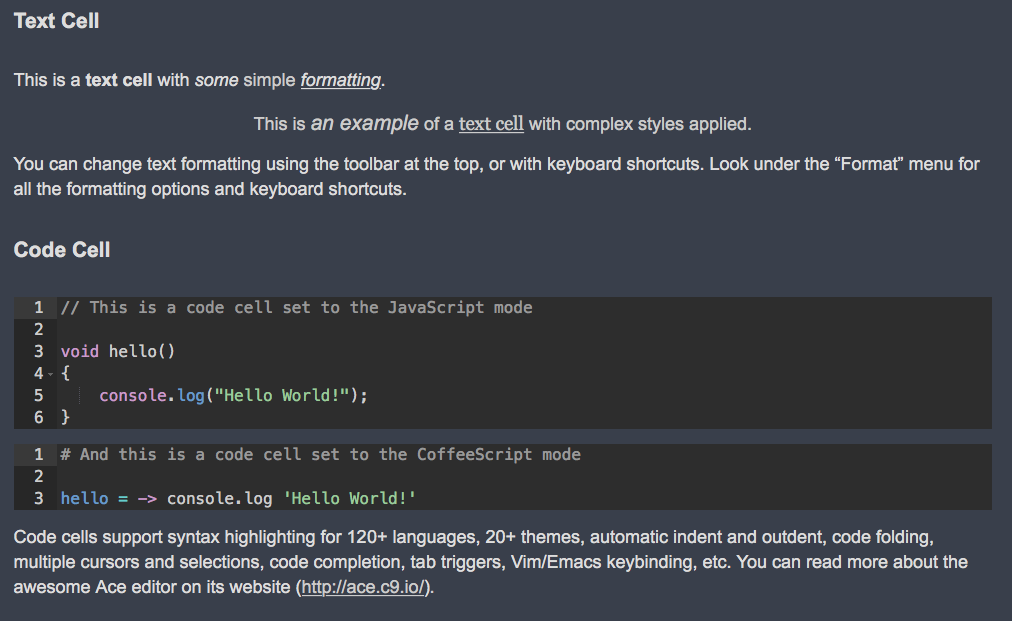 Text Cell
This is a text cell with some simple formatting.
This is an example of a text cell with complex styles applied.
You can change text formatting using the toolbar at the top, or with keyboard shortcuts. Look under the “Format” menu for
all the formatting options and keyboard shortcuts.
Code Cell
1 // This is a code cell set to the JavaScript mode
2
3 void hello()
4 {
5     console.log("Hello World!");
6 }
1 # And this is a code cell set to the CoffeeScript mode
2
3 hello = -> console.log 'Hello World!'
Code cells support syntax highlighting for 120+ languages, 20+ themes, automatic indent and outdent, code folding,
multiple cursors and selections, code completion, tab triggers, Vim/Emacs keybinding, etc. You can read more about the
awesome Ace editor on its website (http://ace.c9.io/).